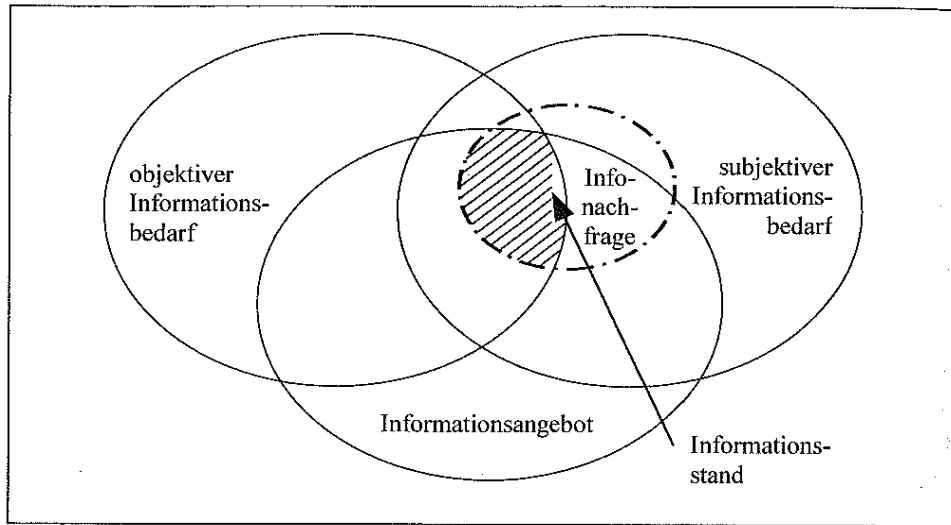 objektiver
Informations-
bedarf
Info-
nach-
frage
subjektiver
Informations-
bedarf
Informationsangebot
Informations-
stand